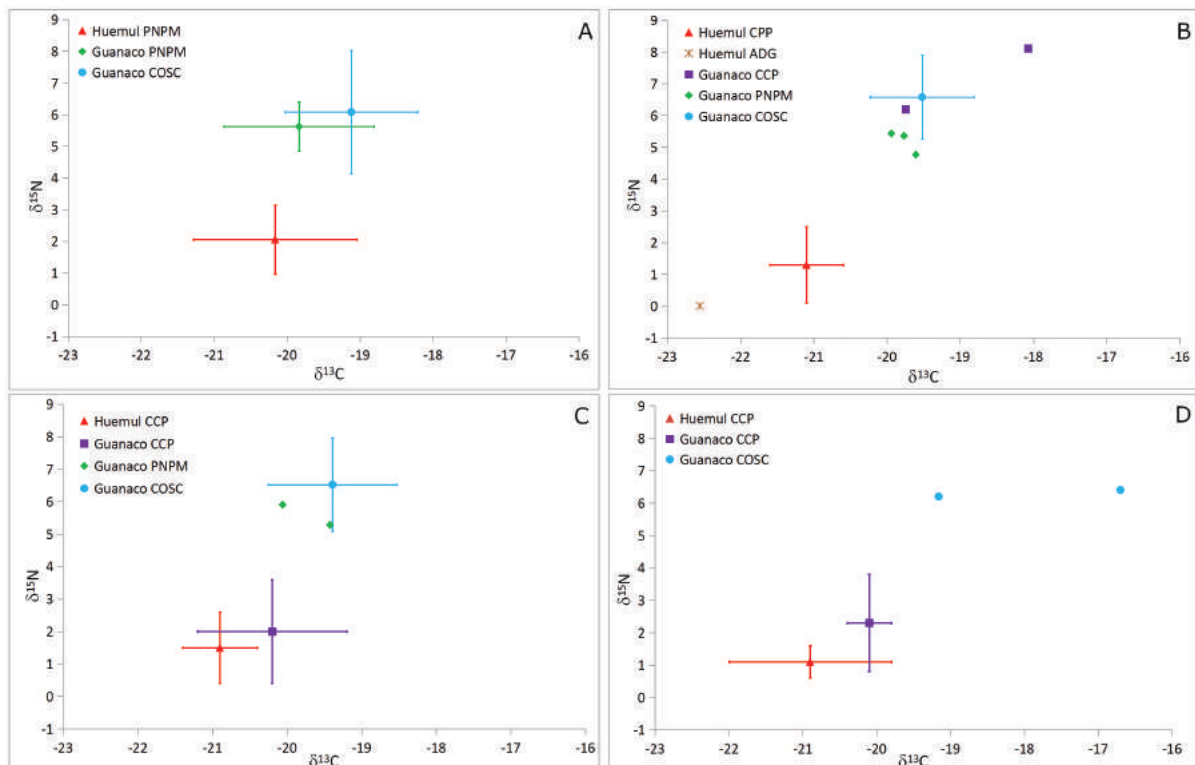 A
Huemul PNPM
Guanaco PNPM
Guanaco COSC
9
8
7
6
5
4
3
2
1
0
-1
δ¹⁵N
-23 -22 -21 -20 -19 -18 -17 -16
δ¹³C
B
Huemul CPP
Huemul ADG
Guanaco CCP
Guanaco PNPM
Guanaco COSC
9
8
7
6
5
4
3
2
1
0
-1
δ¹⁵N
-23 -22 -21 -20 -19 -18 -17 -16
δ¹³C
C
Huemul CCP
Guanaco CCP
Guanaco PNPM
Guanaco COSC
9
8
7
6
5
4
3
2
1
0
-1
δ¹⁵N
-23 -22 -21 -20 -19 -18 -17 -16
δ¹³C
D
Huemul CCP
Guanaco CCP
Guanaco COSC
9
8
7
6
5
4
3
2
1
0
-1
δ¹⁵N
-23 -22 -21 -20 -19 -18 -17 -16
δ¹³C